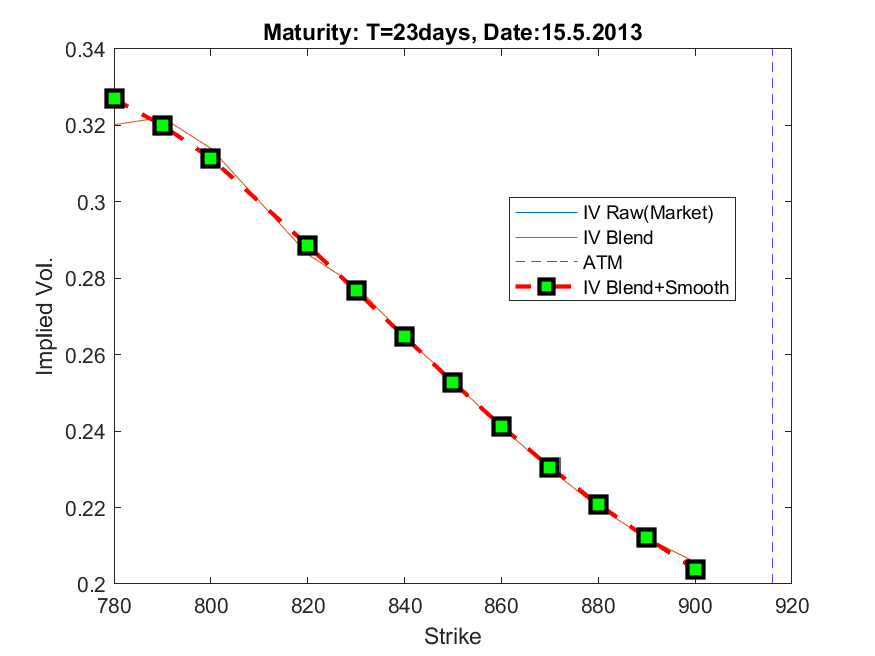 Maturity: T=23days, Date:15.5.2013
0.34
0.32
0.3
0.28
0.26
0.24
0.22
0.2
Implied Vol.
IV Raw(Market)
IV Blend
ATM
IV Blend+Smooth
780 800 820 840 860 880 900 920
Strike